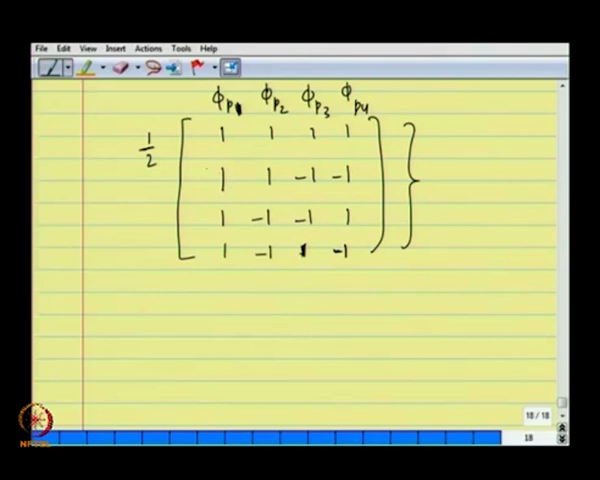 File Edit View Insert Actions Tools Help
ϕp1 ϕp2 ϕp3 ϕp4
1/2 [ 1 1 1 1 ) }
1 1 -1 -1
1 -1 -1 1
1 -1 1 -1
18 / 18
NPTEL
18